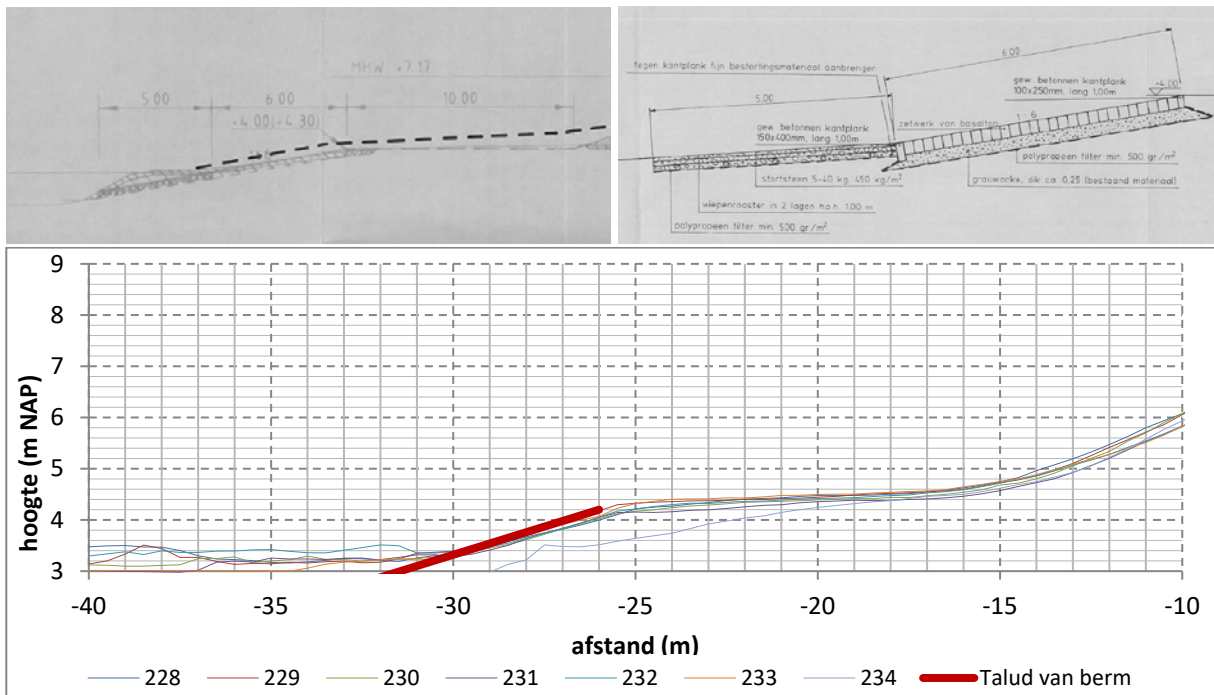 MHW +7.17
5.00
6.00
10.00
+4.00(+4.30)
6.00
tegen kantplank fijn bestortingsmateriaal aanbrengen
gew. betonnen kantplank
100x250mm, lang 1,00m
+4.00
5.00
gew. betonnen kantplank
150x400mm, lang 1,00m
zetwerk van basalton
1:6
polypropeen filter min. 500 gr/m²
stortsteen 5-40 kg, 450 kg/m²
grauwacke, dik ca. 0,25 (bestaand materiaal)
wiepenrooster in 2 lagen h.o.h. 1.00 m
polypropeen filter min. 500 gr./m².
9
8
7
6
5
4
3
hoogte (m NAP)
-40 -35 -30 -25 -20 -15 -10
afstand (m)
228 229 230 231 232 233 234 Talud van berm